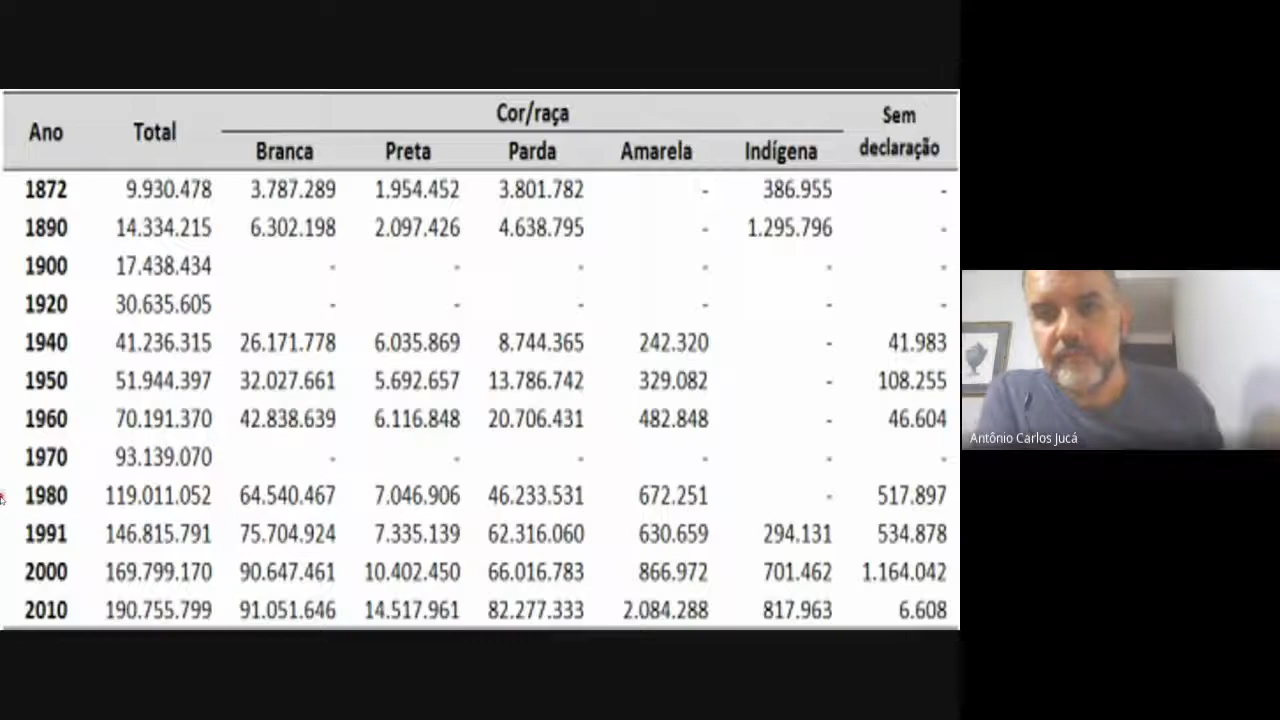 Ano Total Cor/raça Sem declaração
Branca Preta Parda Amarela Indígena
1872 9.930.478 3.787.289 1.954.452 3.801.782 - 386.955 -
1890 14.334.215 6.302.198 2.097.426 4.638.795 - 1.295.796 -
1900 17.438.434 - - - - - -
1920 30.635.605 - - - - - -
1940 41.236.315 26.171.778 6.035.869 8.744.365 242.320 - 41.983
1950 51.944.397 32.027.661 5.692.657 13.786.742 329.082 - 108.255
1960 70.191.370 42.838.639 6.116.848 20.706.431 482.848 - 46.604
1970 93.139.070 - - - - - -
1980 119.011.052 64.540.467 7.046.906 46.233.531 672.251 - 517.897
1991 146.815.791 75.704.924 7.335.139 62.316.060 630.659 294.131 534.878
2000 169.799.170 90.647.461 10.402.450 66.016.783 866.972 701.462 1.164.042
2010 190.755.799 91.051.646 14.517.961 82.277.333 2.084.288 817.963 6.608
Antônio Carlos Jucá